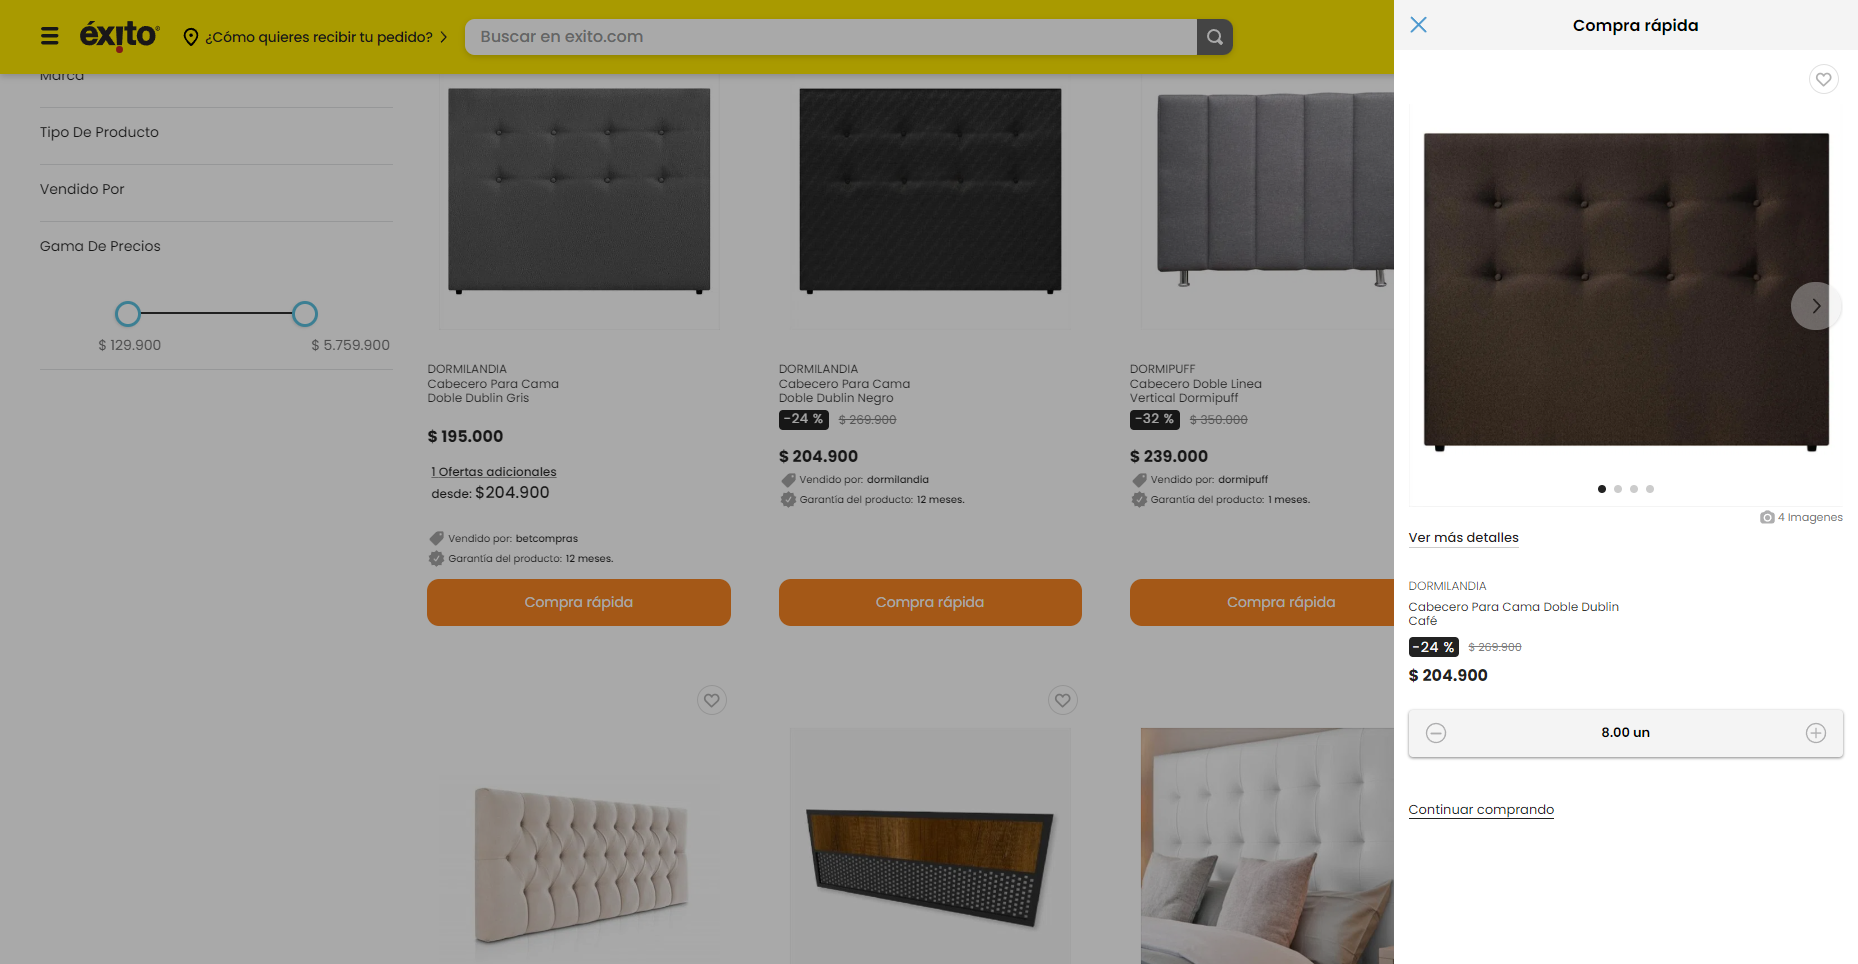 éxito
¿Cómo quieres recibir tu pedido?
Buscar en exito.com
Marca
Tipo De Producto
Vendido Por
Gama De Precios
$ 129.900
$ 5.759.900
DORMILANDIA
Cabecero Para Cama
Doble Dublin Gris
$ 195.000
1 Ofertas adicionales
desde: $204.900
Vendido por: betcompras
Garantía del producto: 12 meses.
Compra rápida
DORMILANDIA
Cabecero Para Cama
Doble Dublin Negro
-24 % $ 269.900
$ 204.900
Vendido por: dormilandia
Garantía del producto: 12 meses.
Compra rápida
DORMIPUFF
Cabecero Doble Linea
Vertical Dormipuff
-32 % $ 350.000
$ 239.000
Vendido por: dormipuff
Garantía del producto: 1 meses.
Compra rápida
Compra rápida
4 Imagenes
Ver más detalles
DORMILANDIA
Cabecero Para Cama Doble Dublin
Café
-24 % $ 269.900
$ 204.900
8.00 un
Continuar comprando